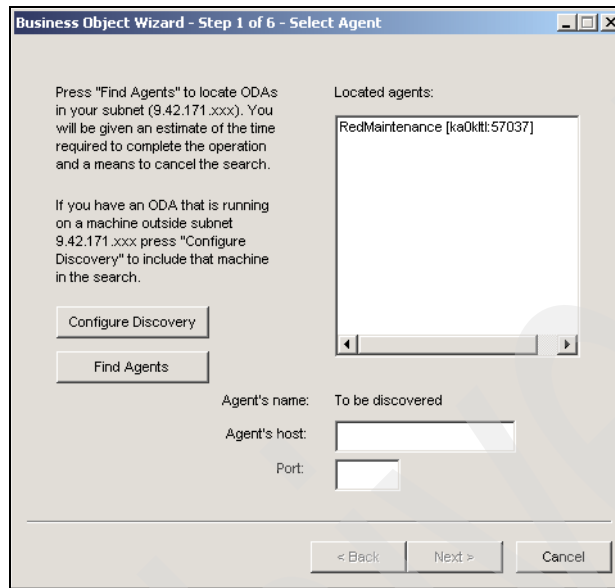 Business Object Wizard - Step 1 of 6 - Select Agent
Press "Find Agents" to locate ODAs
in your subnet (9.42.171.xxx). You
will be given an estimate of the time
required to complete the operation
and a means to cancel the search.
If you have an ODA that is running
on a machine outside subnet
9.42.171.xxx press "Configure
Discovery" to include that machine
in the search.
Configure Discovery
Find Agents
Located agents:
RedMaintenance [ka0kltl:57037]
Agent's name: To be discovered
Agent's host:
Port:
< Back Next > Cancel